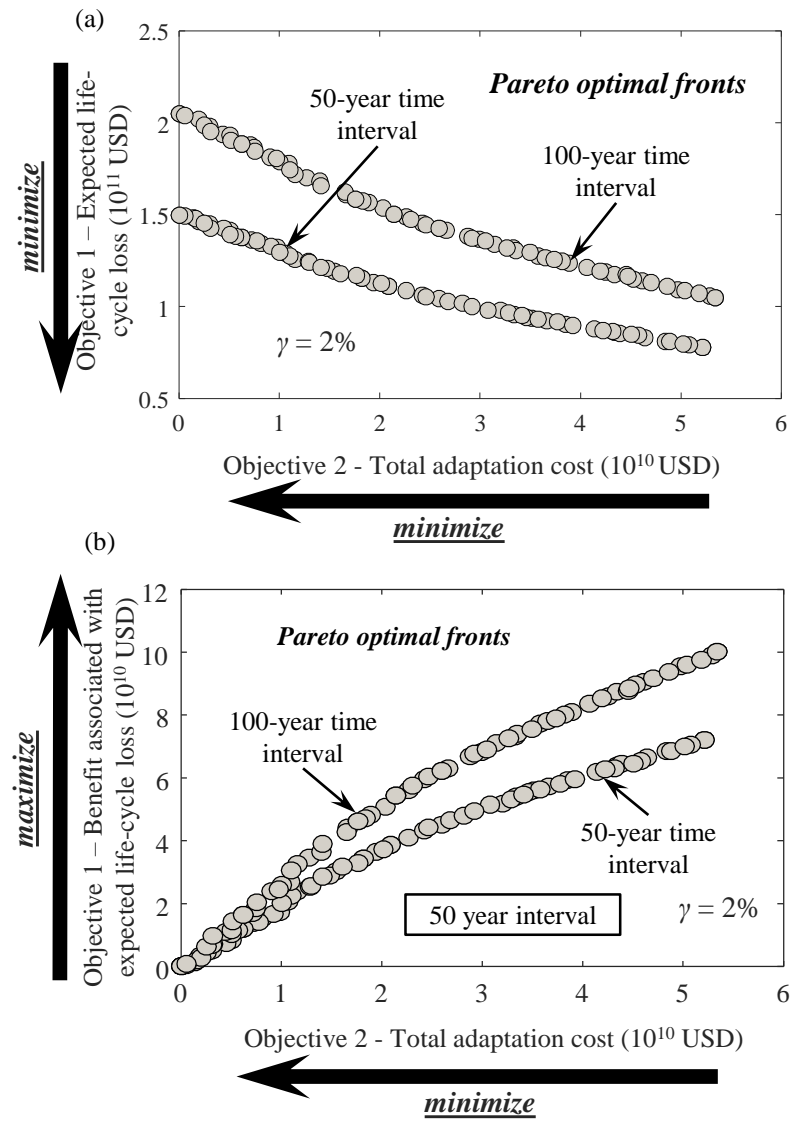 (a)
2.5
2
1.5
1
0.5
0
1
2
3
4
5
6
minimize
Objective 1 – Expected life-
cycle loss (10¹¹ USD)
Pareto optimal fronts
50-year time
interval
100-year time
interval
γ = 2%
Objective 2 - Total adaptation cost (10¹⁰ USD)
minimize
(b)
12
10
8
6
4
2
0
0
1
2
3
4
5
6
maximize
Objective 1 – Benefit associated with
expected life-cycle loss (10¹⁰ USD)
Pareto optimal fronts
100-year time
interval
50-year time
interval
50 year interval
γ = 2%
Objective 2 - Total adaptation cost (10¹⁰ USD)
minimize